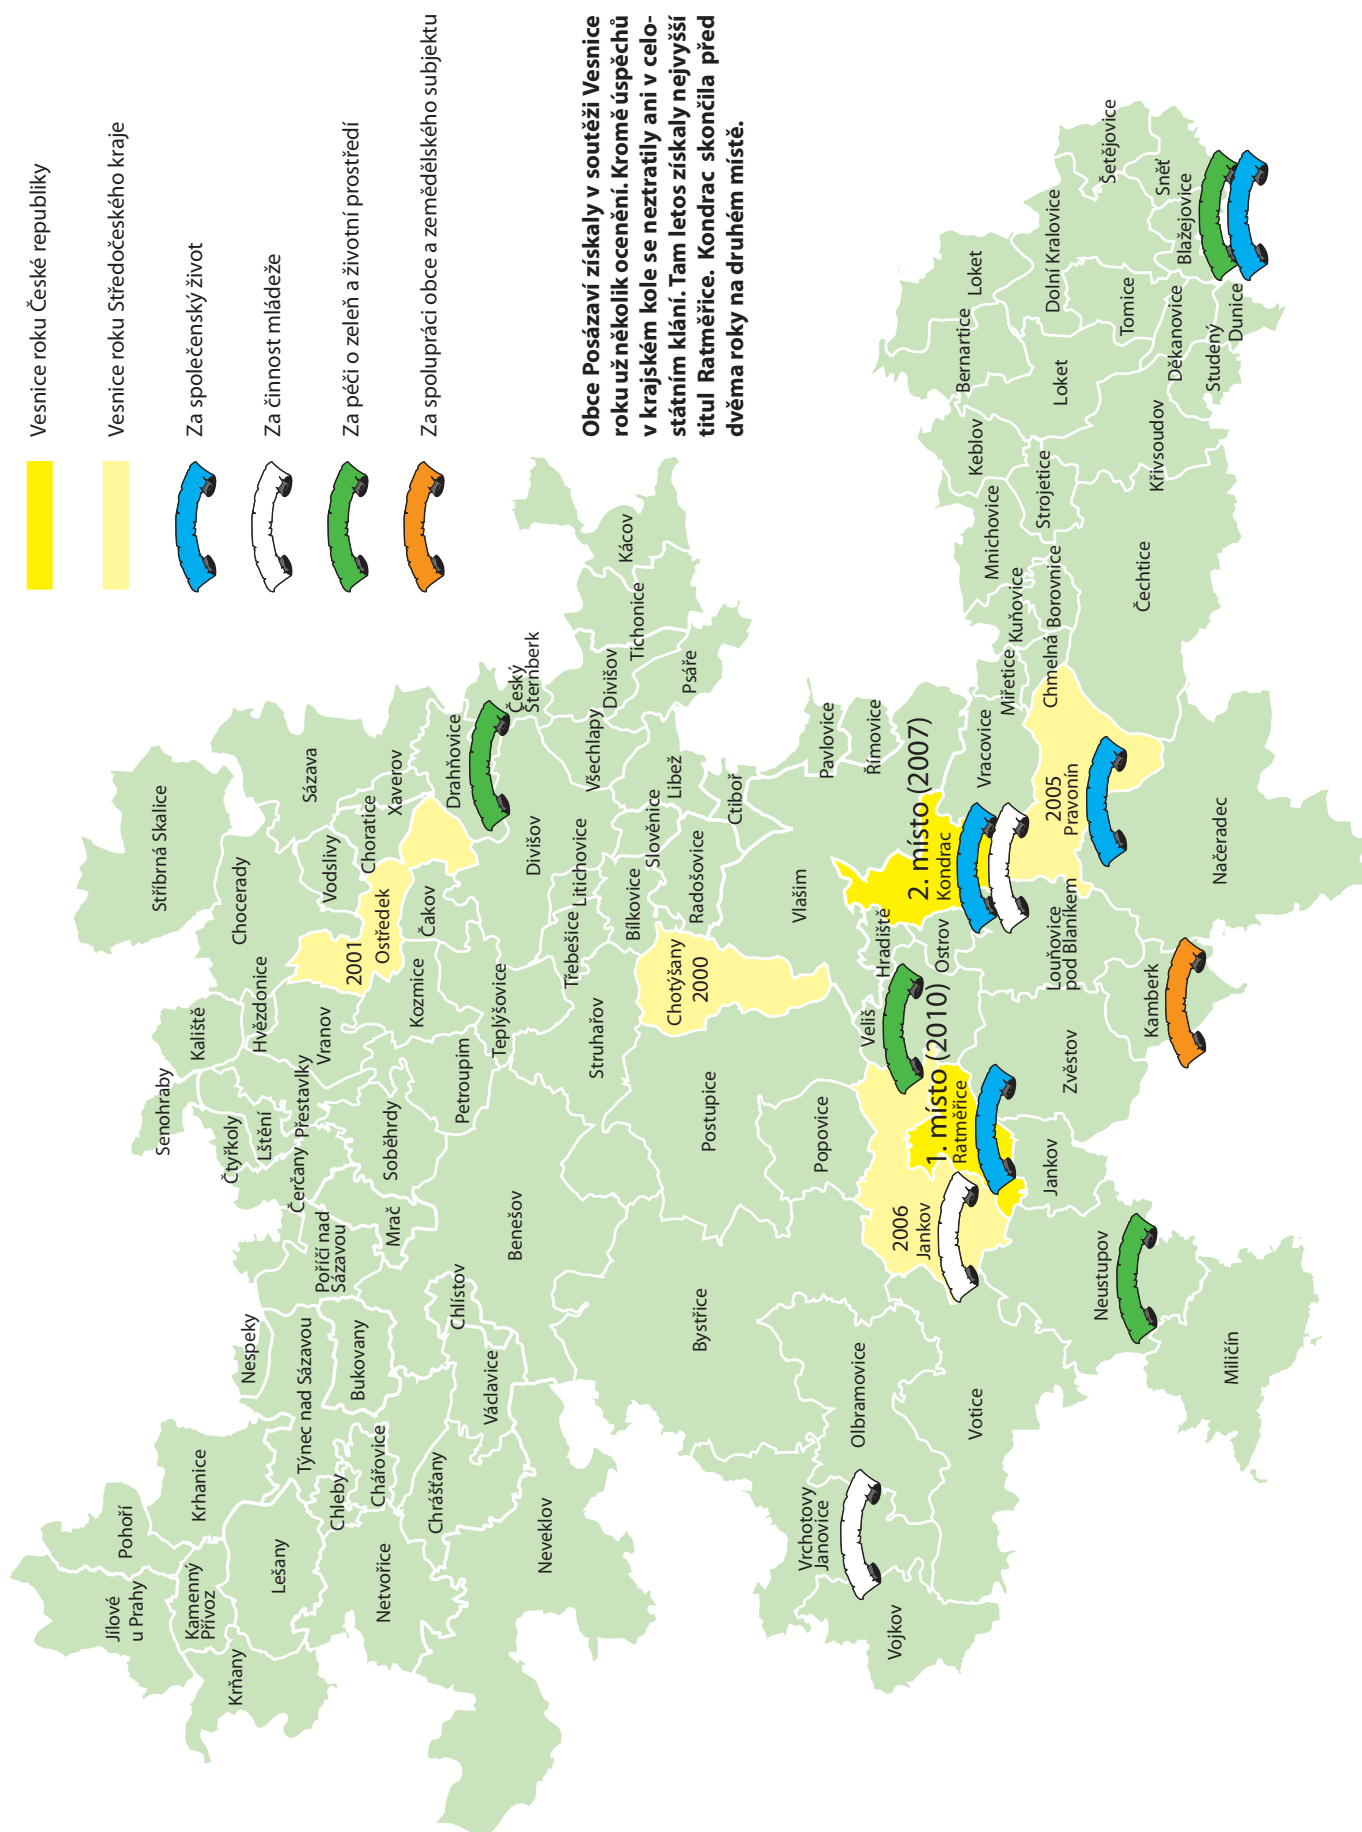 Vesnice roku České republiky
Vesnice roku Středočeského kraje
Za společenský život
Za činnost mládeže
Za péči o zeleň a životní prostředí
Za spolupráci obce a zemědělského subjektu
Obce Posázaví získaly v soutěži Vesnice
roku už několik ocenění. Kromě úspěchů
v krajském kole se neztratily ani v celo-
státním klání. Tam letos získaly nejvyšší
titul Ratměřice. Kondrac skončila před
dvěma roky na druhém místě.
Jílové
u Prahy
Pohoří
Kamenný
Přívoz
Krhanice
Krňany
Lešany
Netvořice
Chleby
Chářovice
Chrášťany
Neveklov
Týnec nad Sázavou
Nespeky
Bukovany
Václavice
Chlístov
Poříčí nad
Sázavou
Mrač
Benešov
Čerčany
Přestavlky
Lštění
Čtyřkoly
Senohraby
Kaliště
Hvězdonice
Vranov
Soběhrdy
Petroupim
Kozmice
Teplýšovice
Struhařov
Chocerady
Stříbrná Skalice
Sázava
Vodslivy
Choratice
Xaverov
2001
Ostředek
Čakov
Drahňovice
Český
Šternberk
Divišov
Třebešice
Litichovice
Všechlapy
Divišov
Tichonice
Kácov
Psáře
Bílkovice
Slověnice
Libež
Radošovice
Ctiboř
Chotýšany
2000
Vlašim
Pavlovice
Římovice
Postupice
Popovice
Bystřice
Olbramovice
Vrchotovy
Janovice
Vojkov
Votice
2006
Jankov
1. místo (2010)
Ratměřice
Jankov
Veliš
Hradiště
Ostrov
2. místo (2007)
Kondrac
Vracovice
Miřetice
Kuňovice
Chmelná
Borovnice
2005
Pravonín
Louňovice
pod Blaníkem
Zvěstov
Kamberk
Načeradec
Neustupov
Miličín
Čechtice
Mnichovice
Strojetice
Keblov
Křivsoudov
Bernartice
Loket
Loket
Dolní Kralovice
Tomice
Děkanovice
Studený
Dunice
Blažejovice
Sněť
Šetějovice